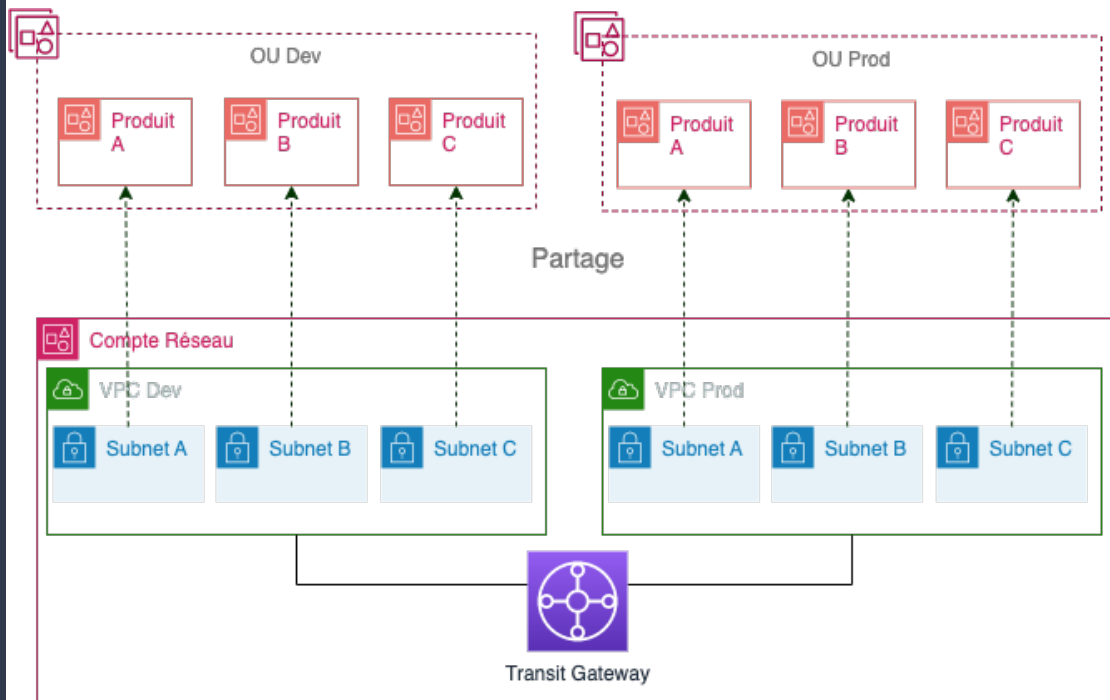 OU Dev
OU Prod
Produit
A
Produit
B
Produit
C
Produit
A
Produit
B
Produit
C
Partage
Compte Réseau
VPC Dev
VPC Prod
Subnet A
Subnet B
Subnet C
Subnet A
Subnet B
Subnet C
Transit Gateway